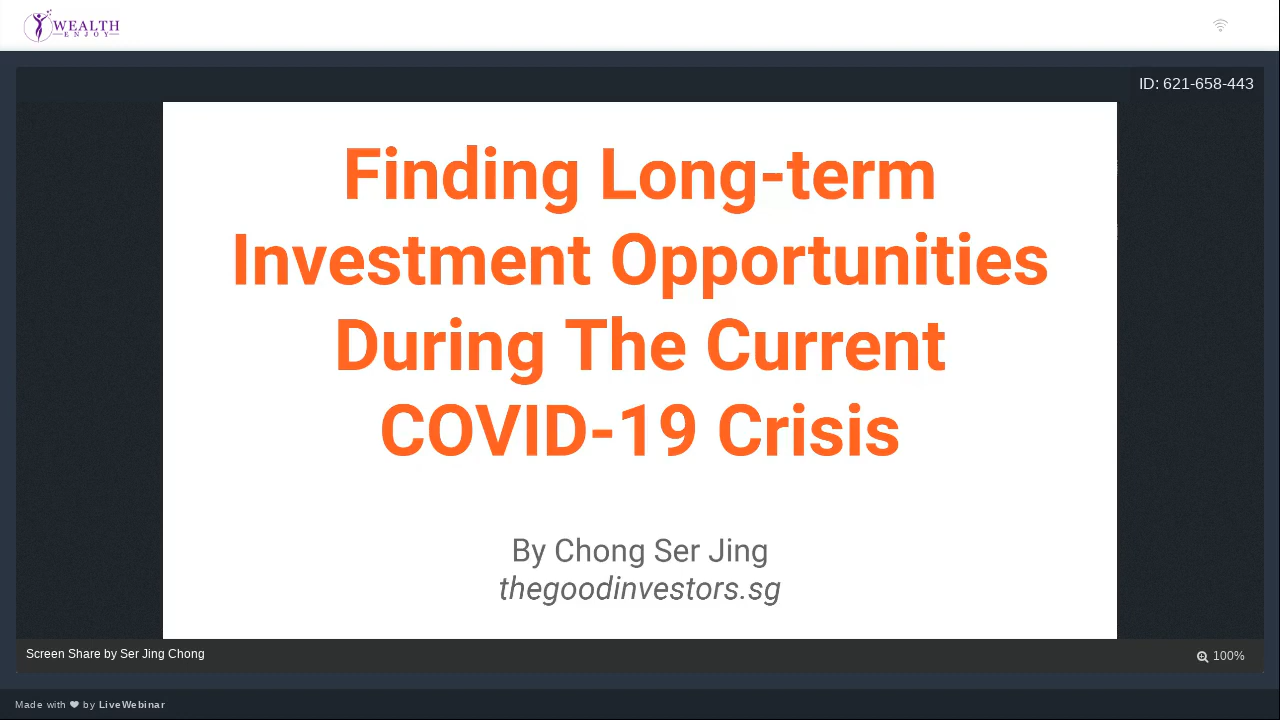 WEALTH
ENJOY
ID: 621-658-443
Finding Long-term
Investment Opportunities
During The Current
COVID-19 Crisis
By Chong Ser Jing
thegoodinvestors.sg
Screen Share by Ser Jing Chong
100%
Made with ❤ by LiveWebinar